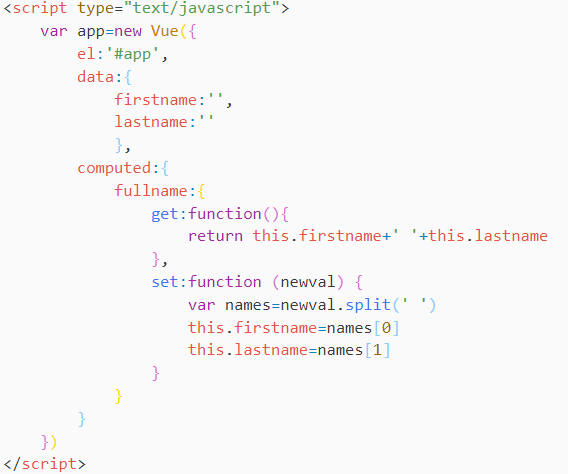 <script type="text/javascript">
    var app=new Vue({
        el:'#app',
        data:{
            firstname:'',
            lastname:''
            },
        computed:{
            fullname:{
                get:function(){
                    return this.firstname+' '+this.lastname
                },
                set:function (newval) {
                    var names=newval.split(' ')
                    this.firstname=names[0]
                    this.lastname=names[1]
                }
            }
        }
    })
</script>